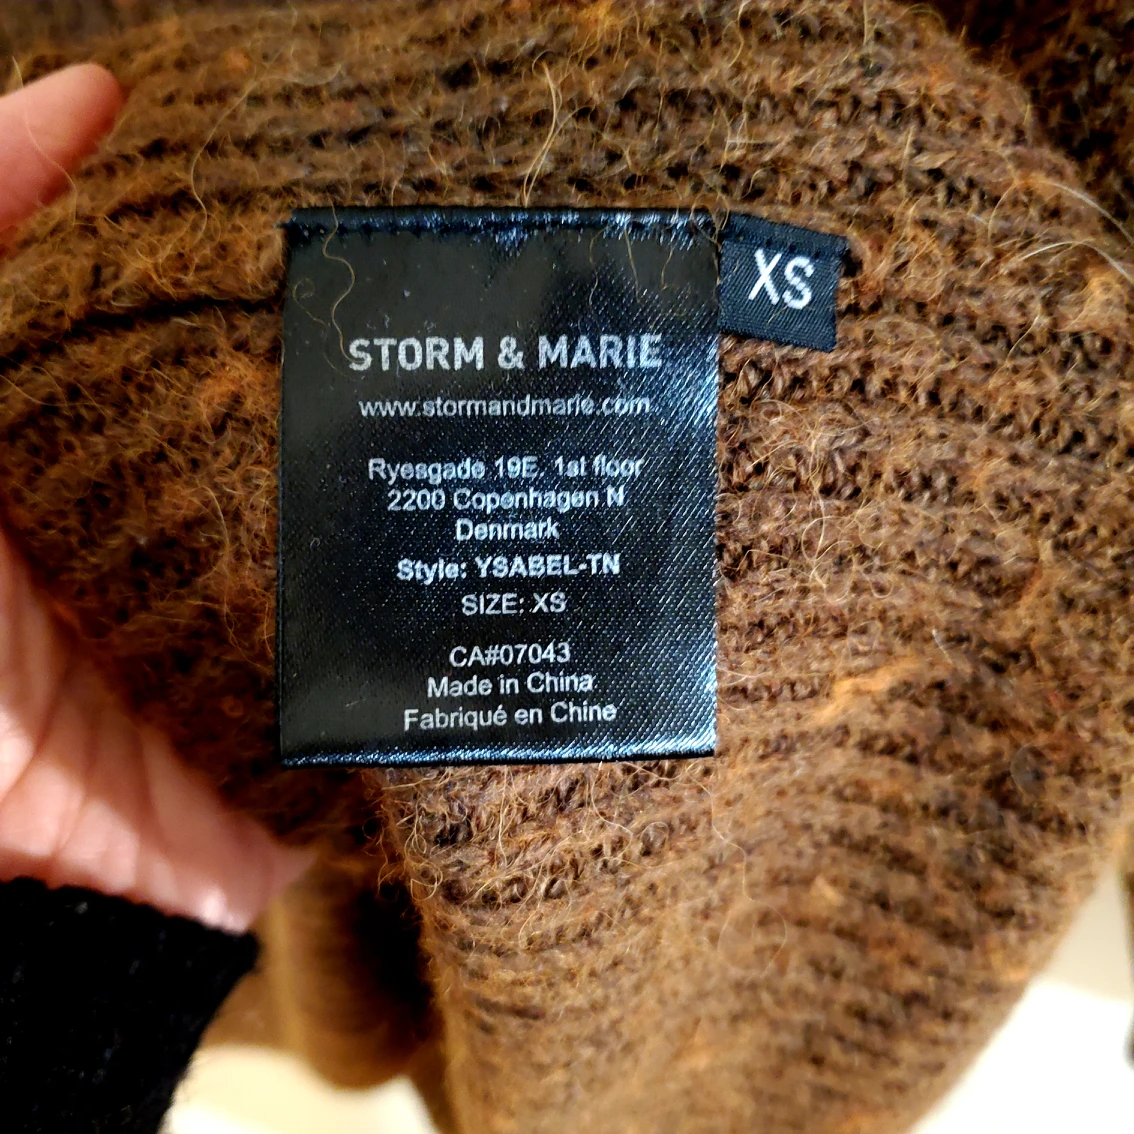 XS
STORM & MARIE
www.stormandmarie.com
Ryesgade 19E, 1st floor
2200 Copenhagen N
Denmark
Style: YSABEL-TN
SIZE: XS
CA#07043
Made in China
Fabriqué en Chine